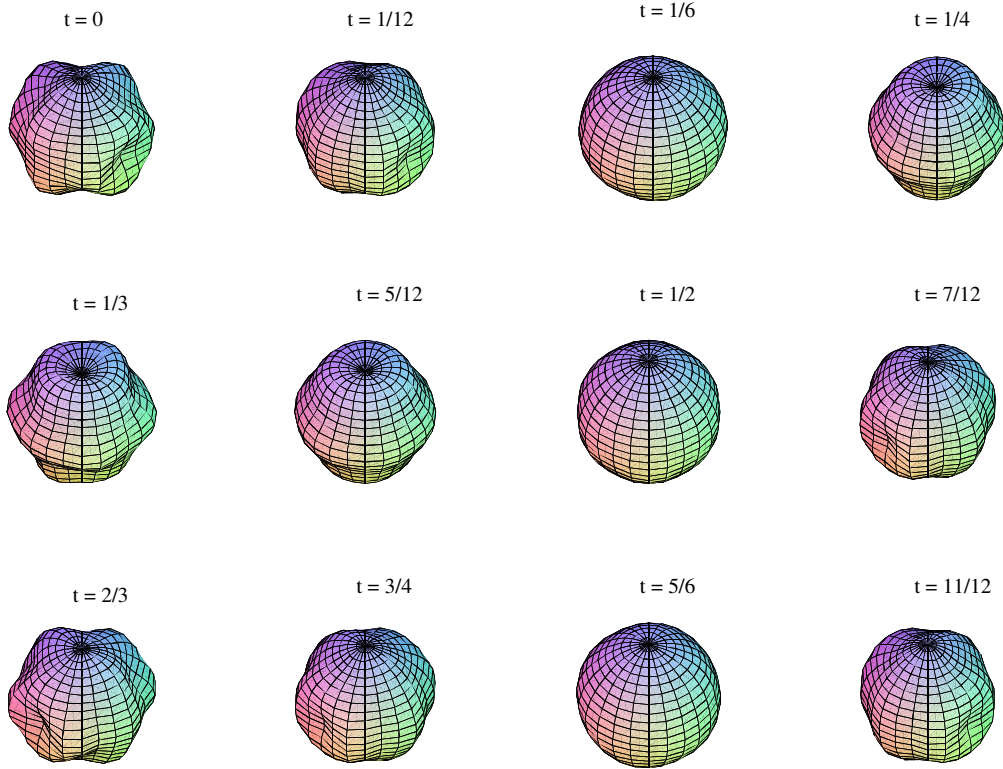 t = 0
t = 1/12
t = 1/6
t = 1/4
t = 1/3
t = 5/12
t = 1/2
t = 7/12
t = 2/3
t = 3/4
t = 5/6
t = 11/12